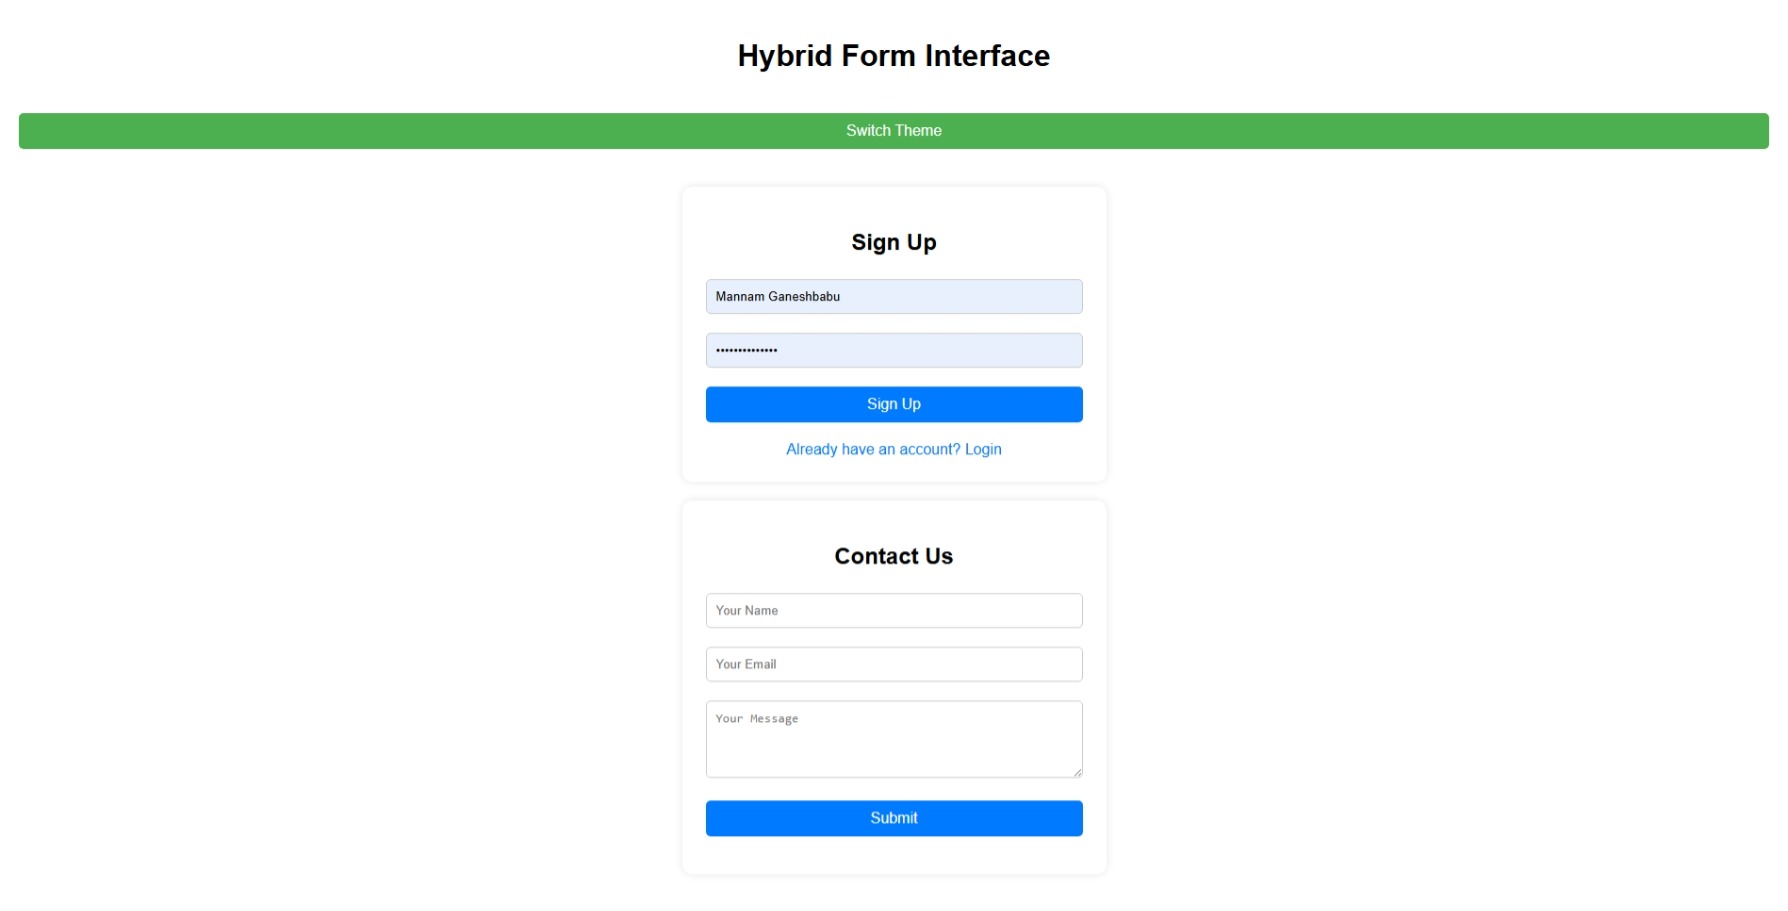 Hybrid Form Interface
Switch Theme
Sign Up
Mannam Ganeshbabu
••••••••••••••
Sign Up
Already have an account? Login
Contact Us
Your Name
Your Email
Your Message
Submit